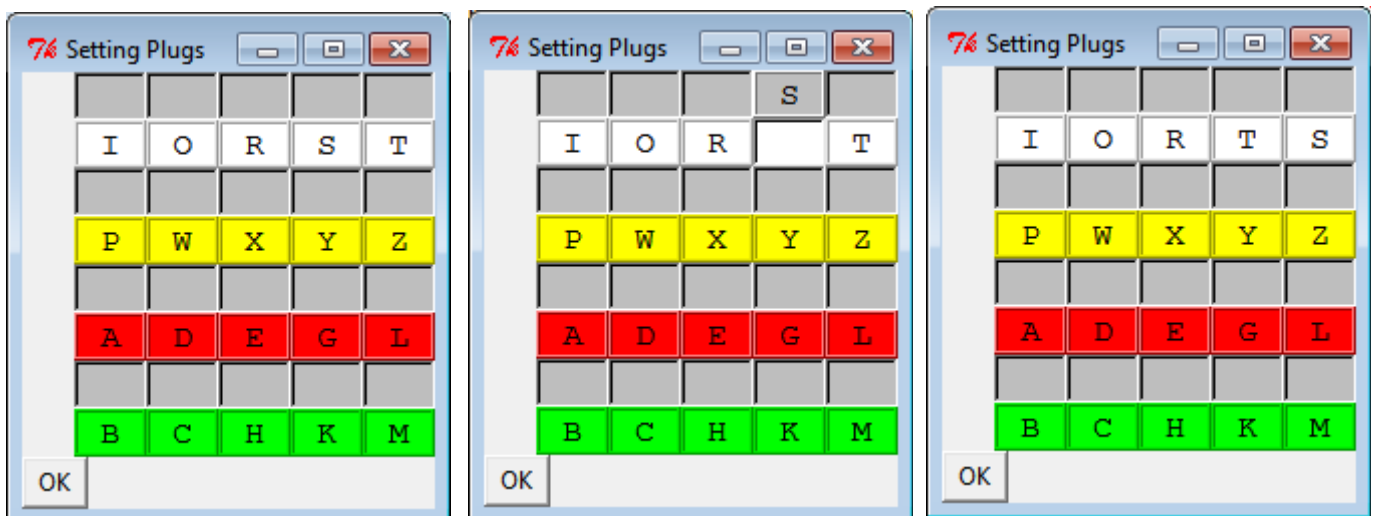 Setting Plugs
I O R S T
P W X Y Z
A D E G L
B C H K M
OK
Setting Plugs
S
I O R T
P W X Y Z
A D E G L
B C H K M
OK
Setting Plugs
I O R T S
P W X Y Z
A D E G L
B C H K M
OK